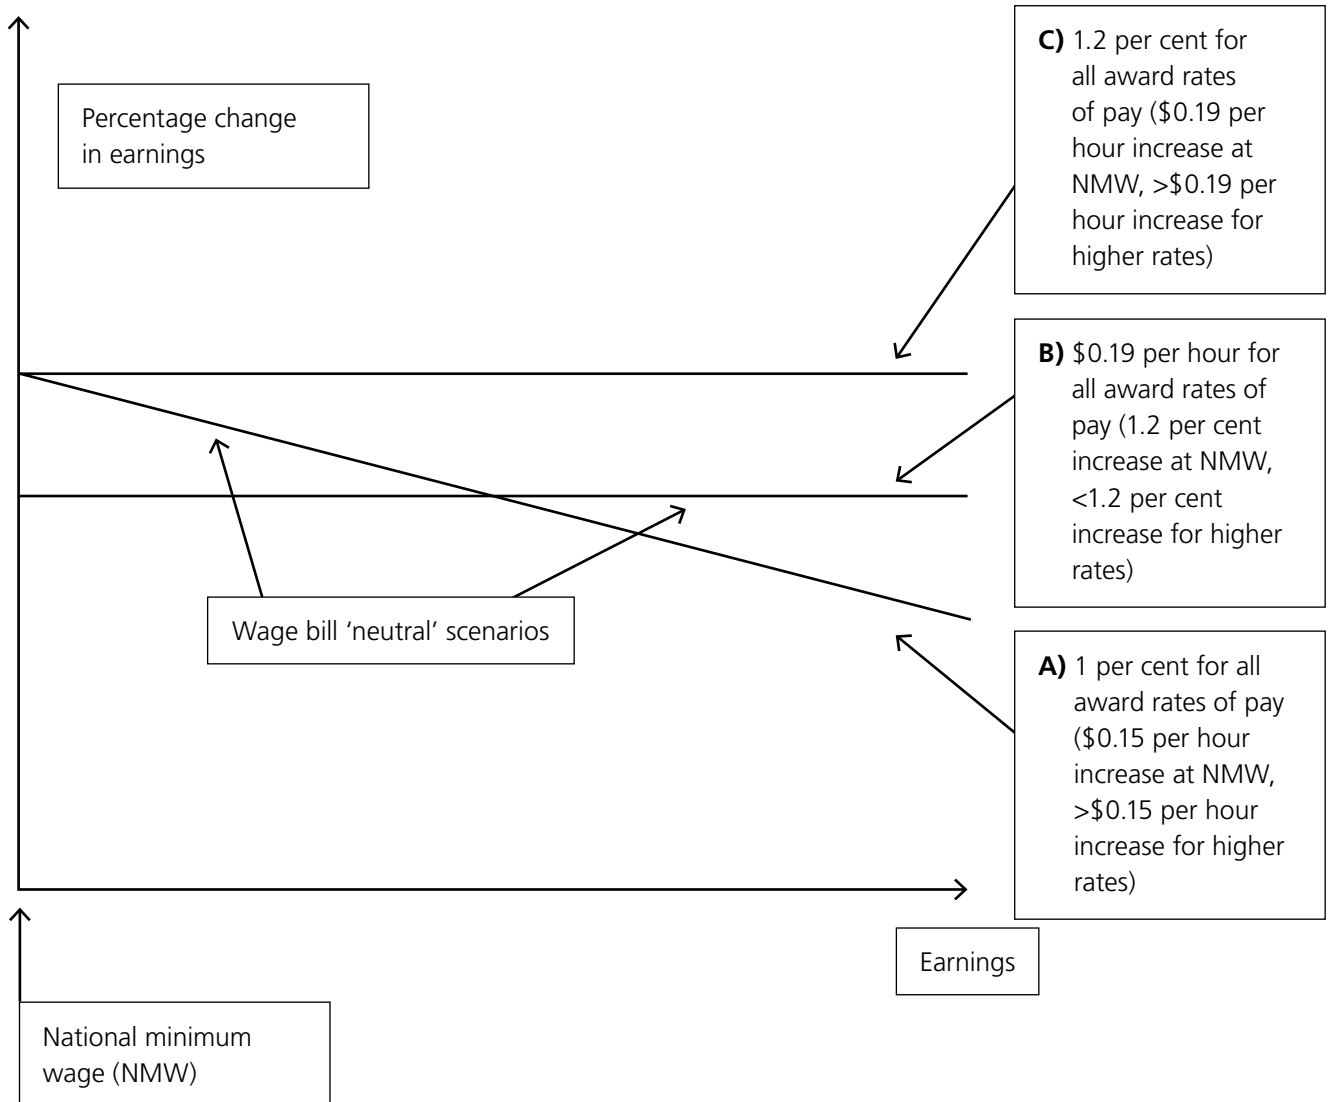 Percentage change
in earnings
C) 1.2 per cent for
all award rates
of pay ($0.19 per
hour increase at
NMW, >$0.19 per
hour increase for
higher rates)
B) $0.19 per hour for
all award rates of
pay (1.2 per cent
increase at NMW,
<1.2 per cent
increase for higher
rates)
Wage bill ‘neutral’ scenarios
A) 1 per cent for all
award rates of pay
($0.15 per hour
increase at NMW,
>$0.15 per hour
increase for higher
rates)
Earnings
National minimum
wage (NMW)